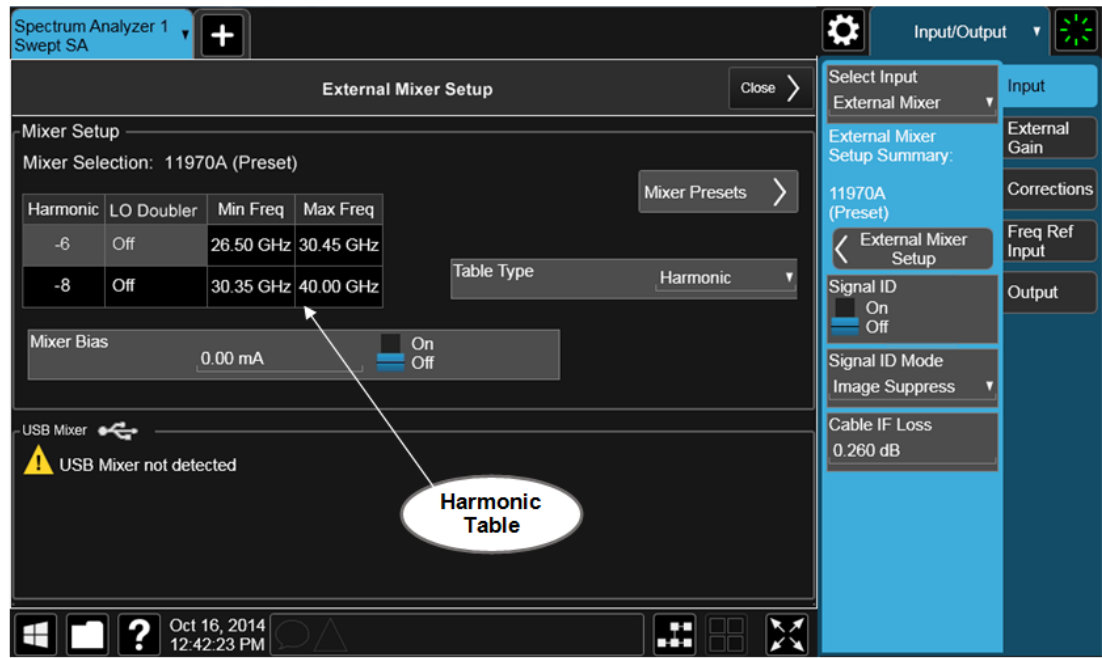 Spectrum Analyzer 1
Swept SA
+
Input/Output
External Mixer Setup
Close
Mixer Setup
Mixer Selection: 11970A (Preset)
Mixer Presets
Harmonic LO Doubler Min Freq Max Freq
-6 Off 26.50 GHz 30.45 GHz
-8 Off 30.35 GHz 40.00 GHz
Table Type Harmonic
Mixer Bias
0.00 mA
On
Off
USB Mixer
USB Mixer not detected
Harmonic
Table
Select Input
External Mixer
External Mixer
Setup Summary:
11970A
(Preset)
External Mixer
Setup
Signal ID
On
Off
Signal ID Mode
Image Suppress
Cable IF Loss
0.260 dB
Input
External
Gain
Corrections
Freq Ref
Input
Output
?
Oct 16, 2014
12:42:23 PM